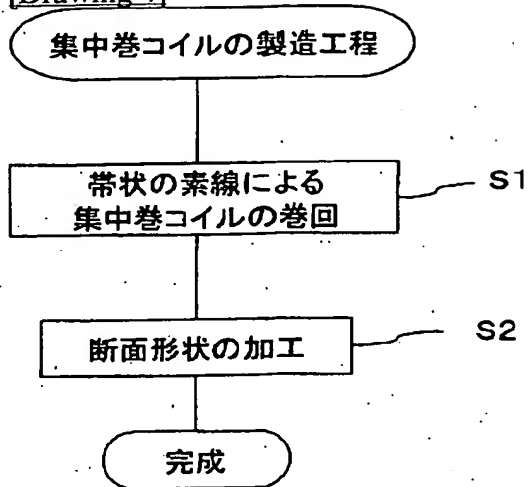 集中巻コイルの製造工程
帯状の素線による
集中巻コイルの巻回
S1
断面形状の加工
S2
完成